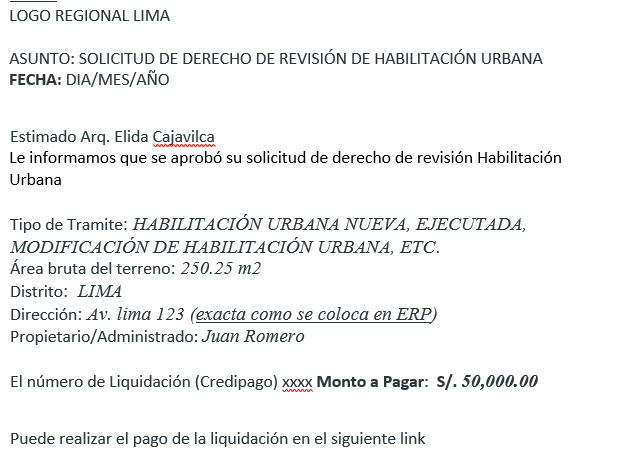 LOGO REGIONAL LIMA
ASUNTO: SOLICITUD DE DERECHO DE REVISIÓN DE HABILITACIÓN URBANA
FECHA: DIA/MES/AÑO
Estimado Arq. Elida Cajavilca
Le informamos que se aprobó su solicitud de derecho de revisión Habilitación
Urbana
Tipo de Tramite: HABILITACIÓN URBANA NUEVA, EJECUTADA,
MODIFICACIÓN DE HABILITACIÓN URBANA, ETC.
Área bruta del terreno: 250.25 m2
Distrito: LIMA
Dirección: Av. lima 123 (exacta como se coloca en ERP)
Propietario/Administrado: Juan Romero
El número de Liquidación (Credipago) xxxx Monto a Pagar: S/. 50,000.00
Puede realizar el pago de la liquidación en el siguiente link